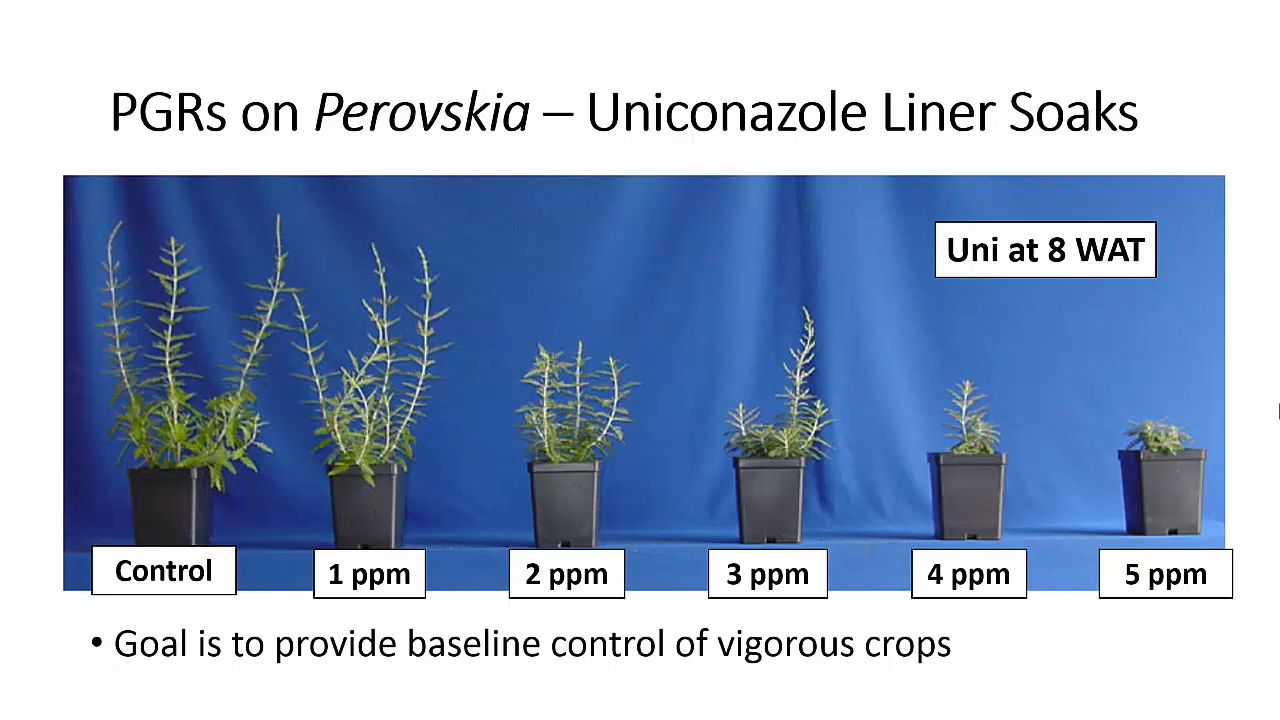 PGRs on Perovskia – Uniconazole Liner Soaks
Uni at 8 WAT
Control
1 ppm
2 ppm
3 ppm
4 ppm
5 ppm
• Goal is to provide baseline control of vigorous crops